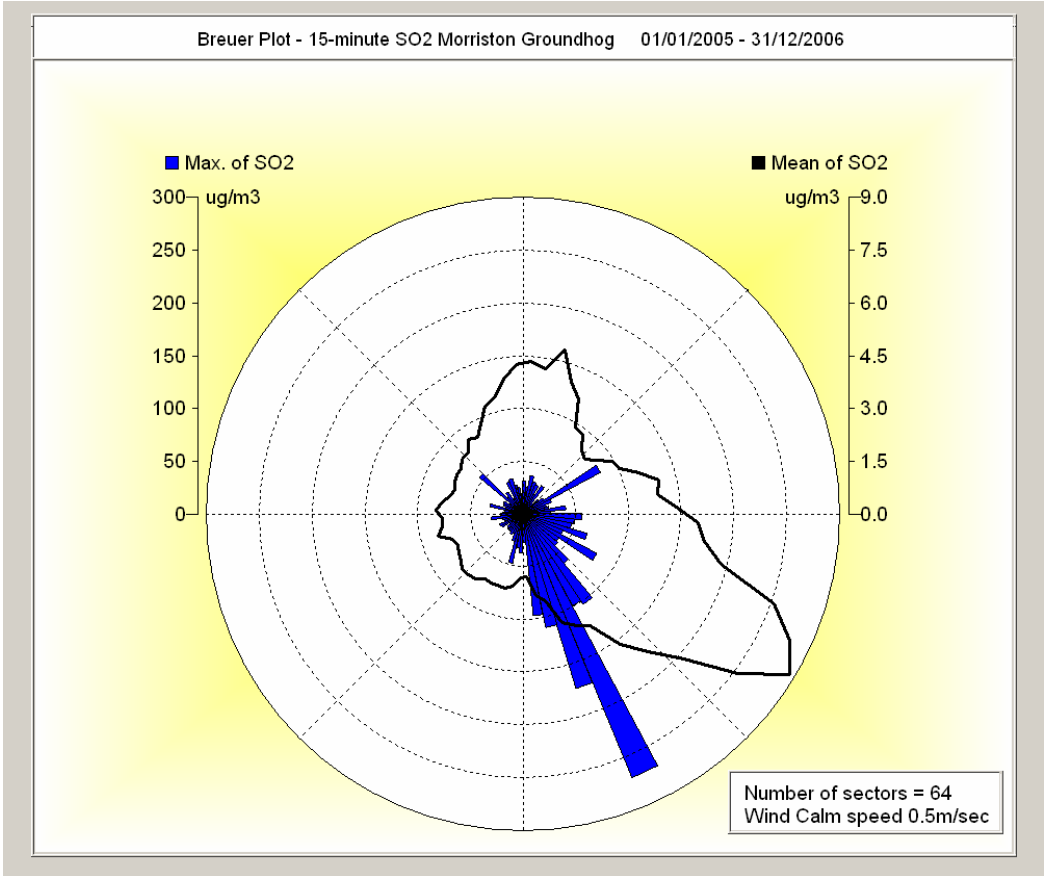 Breuer Plot - 15-minute SO2 Morriston Groundhog 01/01/2005 - 31/12/2006
Max. of SO2
Mean of SO2
300 ug/m3
250
200
150
100
50
0
ug/m3 9.0
7.5
6.0
4.5
3.0
1.5
0.0
Number of sectors = 64
Wind Calm speed 0.5m/sec